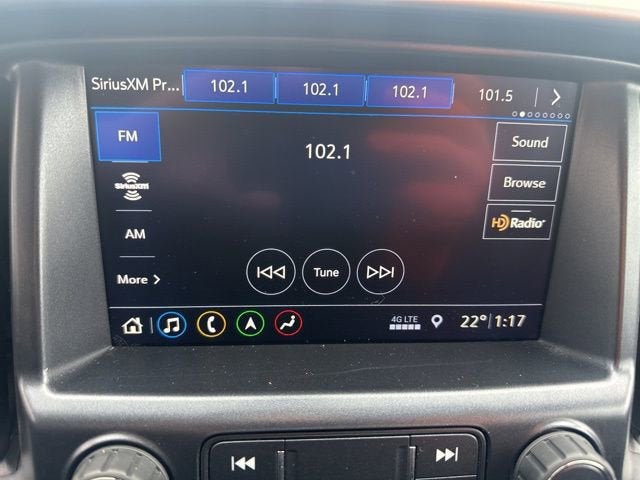 SiriusXM Pr... 102.1 102.1 102.1 101.5
FM
102.1
Sound
SiriusXM
Browse
HD Radio
AM
More
Tune
4G LTE
22° 1:17